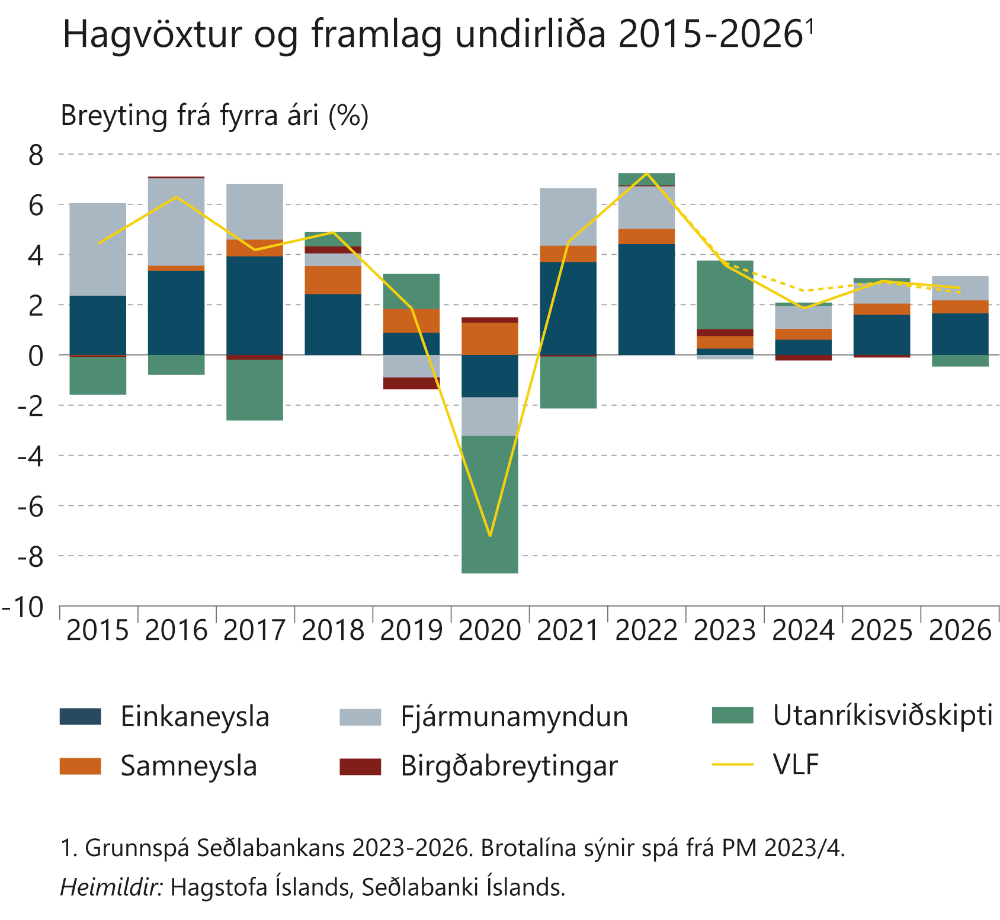 Hagvöxtur og framlag undirliða 2015-2026¹
Breyting frá fyrra ári (%)
8
6
4
2
0
-2
-4
-6
-8
-10
2015 2016 2017 2018 2019 2020 2021 2022 2023 2024 2025 2026
Einkaneysla Fjármunamyndun Utanríkisviðskipti
Samneysla Birgðabreytingar VLF
1. Grunnspá Seðlabankans 2023-2026. Brotalína sýnir spá frá PM 2023/4.
Heimildir: Hagstofa Íslands, Seðlabanki Íslands.